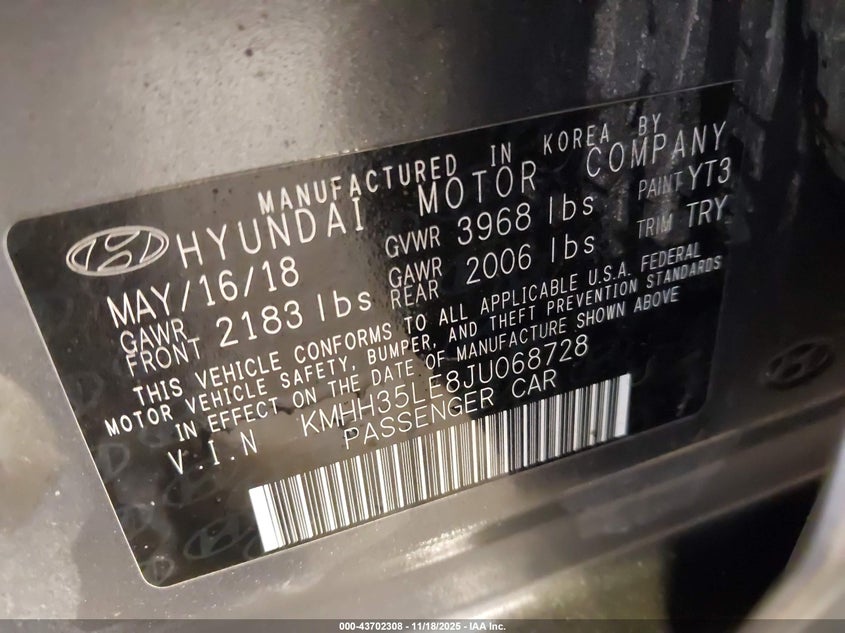 MANUFACTURED IN KOREA BY
HYUNDAI MOTOR COMPANY
MAY/16/18 GVWR 3968 lbs PAINT YT3
GAWR FRONT 2183 lbs GAWR REAR 2006 lbs TRIM TRY
THIS VEHICLE CONFORMS TO ALL APPLICABLE U.S.A. FEDERAL
MOTOR VEHICLE SAFETY, BUMPER, AND THEFT PREVENTION STANDARDS
IN EFFECT ON THE DATE OF MANUFACTURE SHOWN ABOVE
V.I.N KMHH35LE8JU068728
PASSENGER CAR
000-43702308 - 11/18/2025 - IAA Inc.